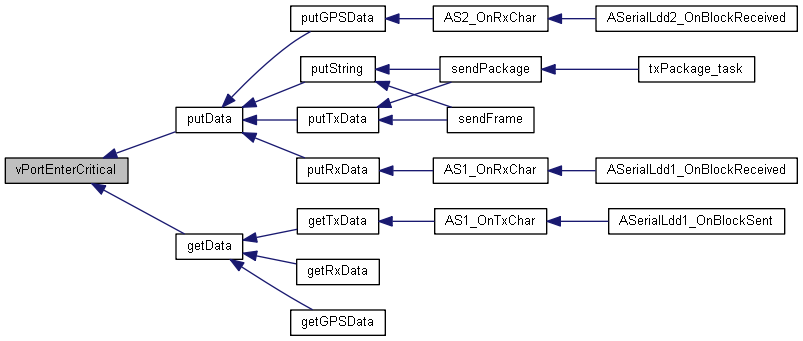 putGPSData
AS2_OnRxChar
ASerialLdd2_OnBlockReceived
putString
sendPackage
txPackage_task
putData
putTxData
sendFrame
vPortEnterCritical
putRxData
AS1_OnRxChar
ASerialLdd1_OnBlockReceived
getTxData
AS1_OnTxChar
ASerialLdd1_OnBlockSent
getData
getRxData
getGPSData